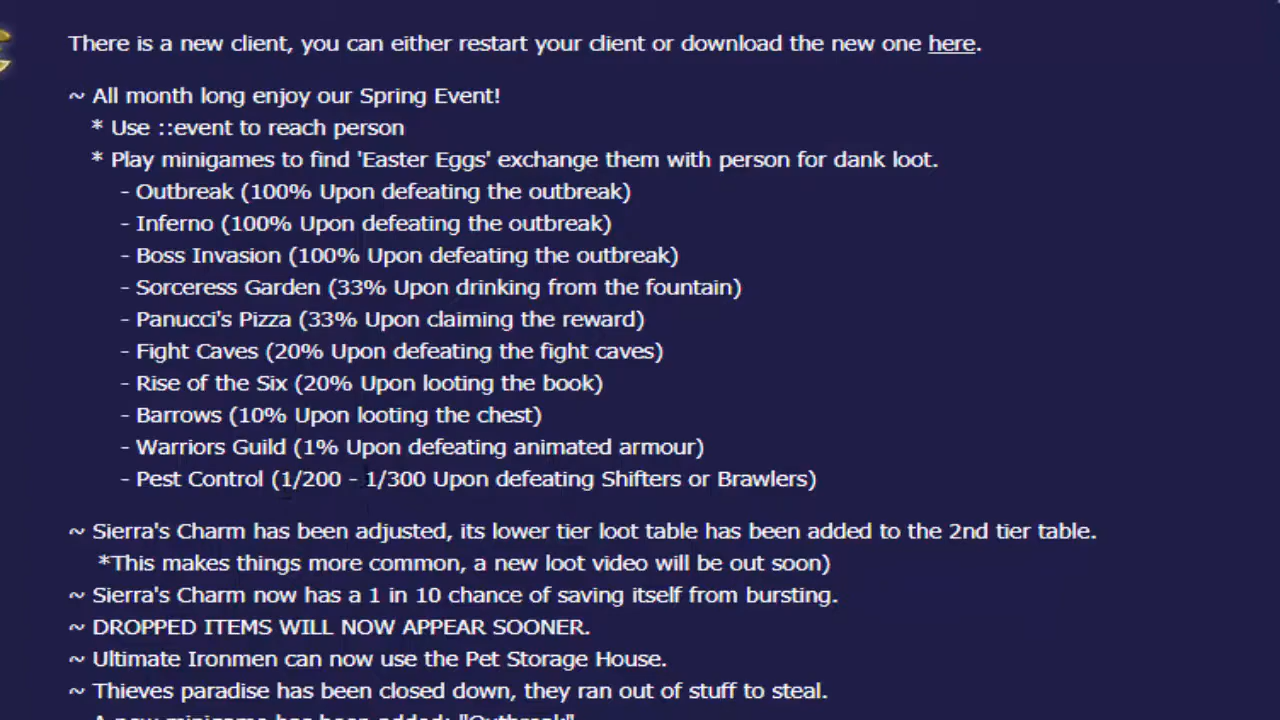 There is a new client, you can either restart your client or download the new one here.
~ All month long enjoy our Spring Event!
* Use ::event to reach person
* Play minigames to find 'Easter Eggs' exchange them with person for dank loot.
- Outbreak (100% Upon defeating the outbreak)
- Inferno (100% Upon defeating the outbreak)
- Boss Invasion (100% Upon defeating the outbreak)
- Sorceress Garden (33% Upon drinking from the fountain)
- Panucci's Pizza (33% Upon claiming the reward)
- Fight Caves (20% Upon defeating the fight caves)
- Rise of the Six (20% Upon looting the book)
- Barrows (10% Upon looting the chest)
- Warriors Guild (1% Upon defeating animated armour)
- Pest Control (1/200 - 1/300 Upon defeating Shifters or Brawlers)
~ Sierra's Charm has been adjusted, its lower tier loot table has been added to the 2nd tier table.
*This makes things more common, a new loot video will be out soon)
~ Sierra's Charm now has a 1 in 10 chance of saving itself from bursting.
~ DROPPED ITEMS WILL NOW APPEAR SOONER.
~ Ultimate Ironmen can now use the Pet Storage House.
~ Thieves paradise has been closed down, they ran out of stuff to steal.
A new minigame has been added: "Outbreak"